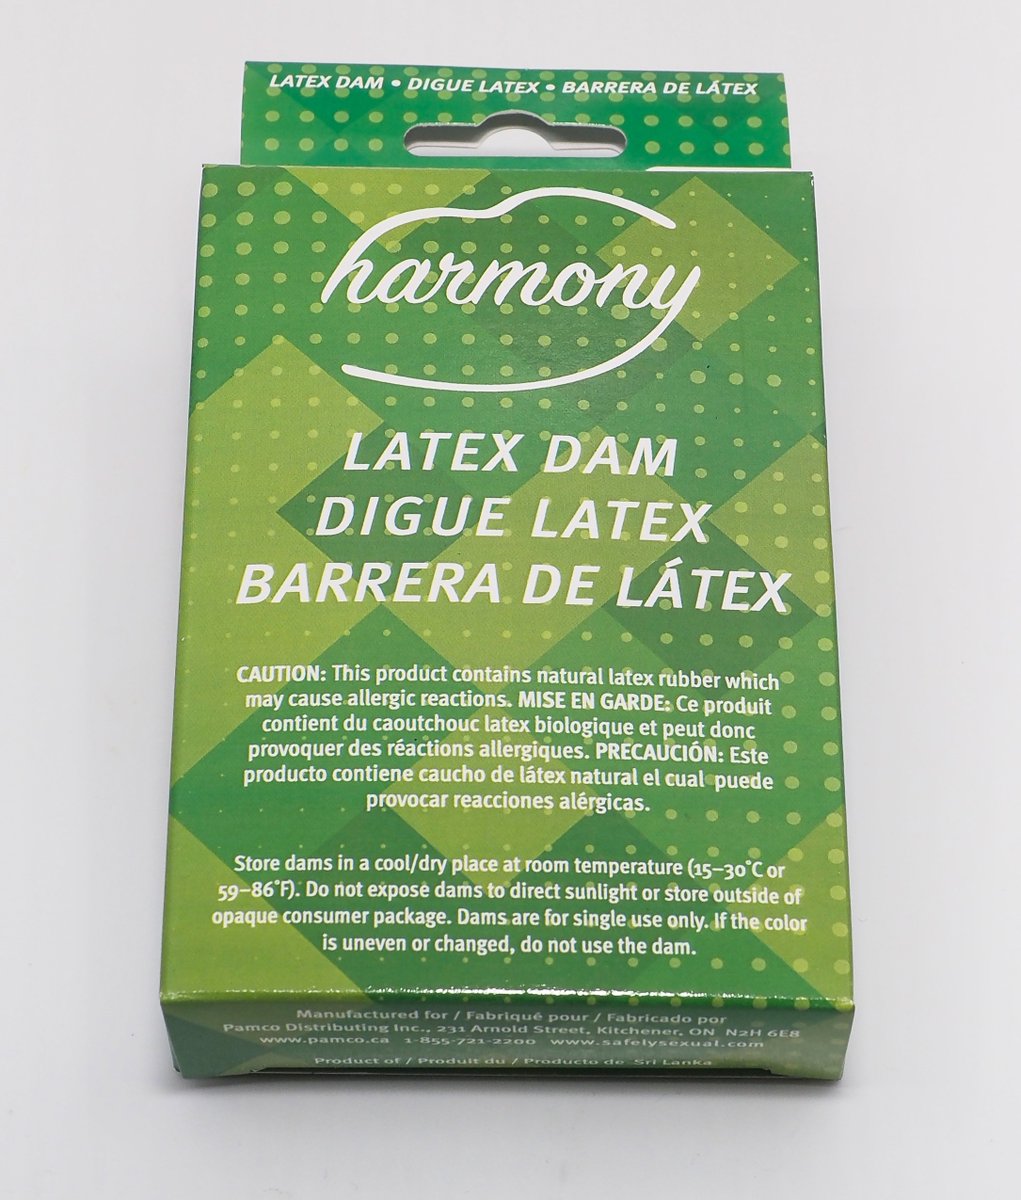 LATEX DAM • DIGUE LATEX • BARRERA DE LÁTEX
harmony
LATEX DAM
DIGUE LATEX
BARRERA DE LÁTEX
CAUTION: This product contains natural latex rubber which
may cause allergic reactions. MISE EN GARDE: Ce produit
contient du caoutchouc latex biologique et peut donc
provoquer des réactions allergiques. PRECAUCIÓN: Este
producto contiene caucho de látex natural el cual puede
provocar reacciones alérgicas.
Store dams in a cool/dry place at room temperature (15–30°C or
59–86°F). Do not expose dams to direct sunlight or store outside of
opaque consumer package. Dams are for single use only. If the color
is uneven or changed, do not use the dam.
Manufactured for / Fabriqué pour / Fabricado por
Pamco Distributing Inc., 231 Arnold Street, Kitchener, ON N2H 6E8
www.pamco.ca 1-855-721-2200 www.safelysexual.com
Product of / Produit du / Producto de Sri Lanka